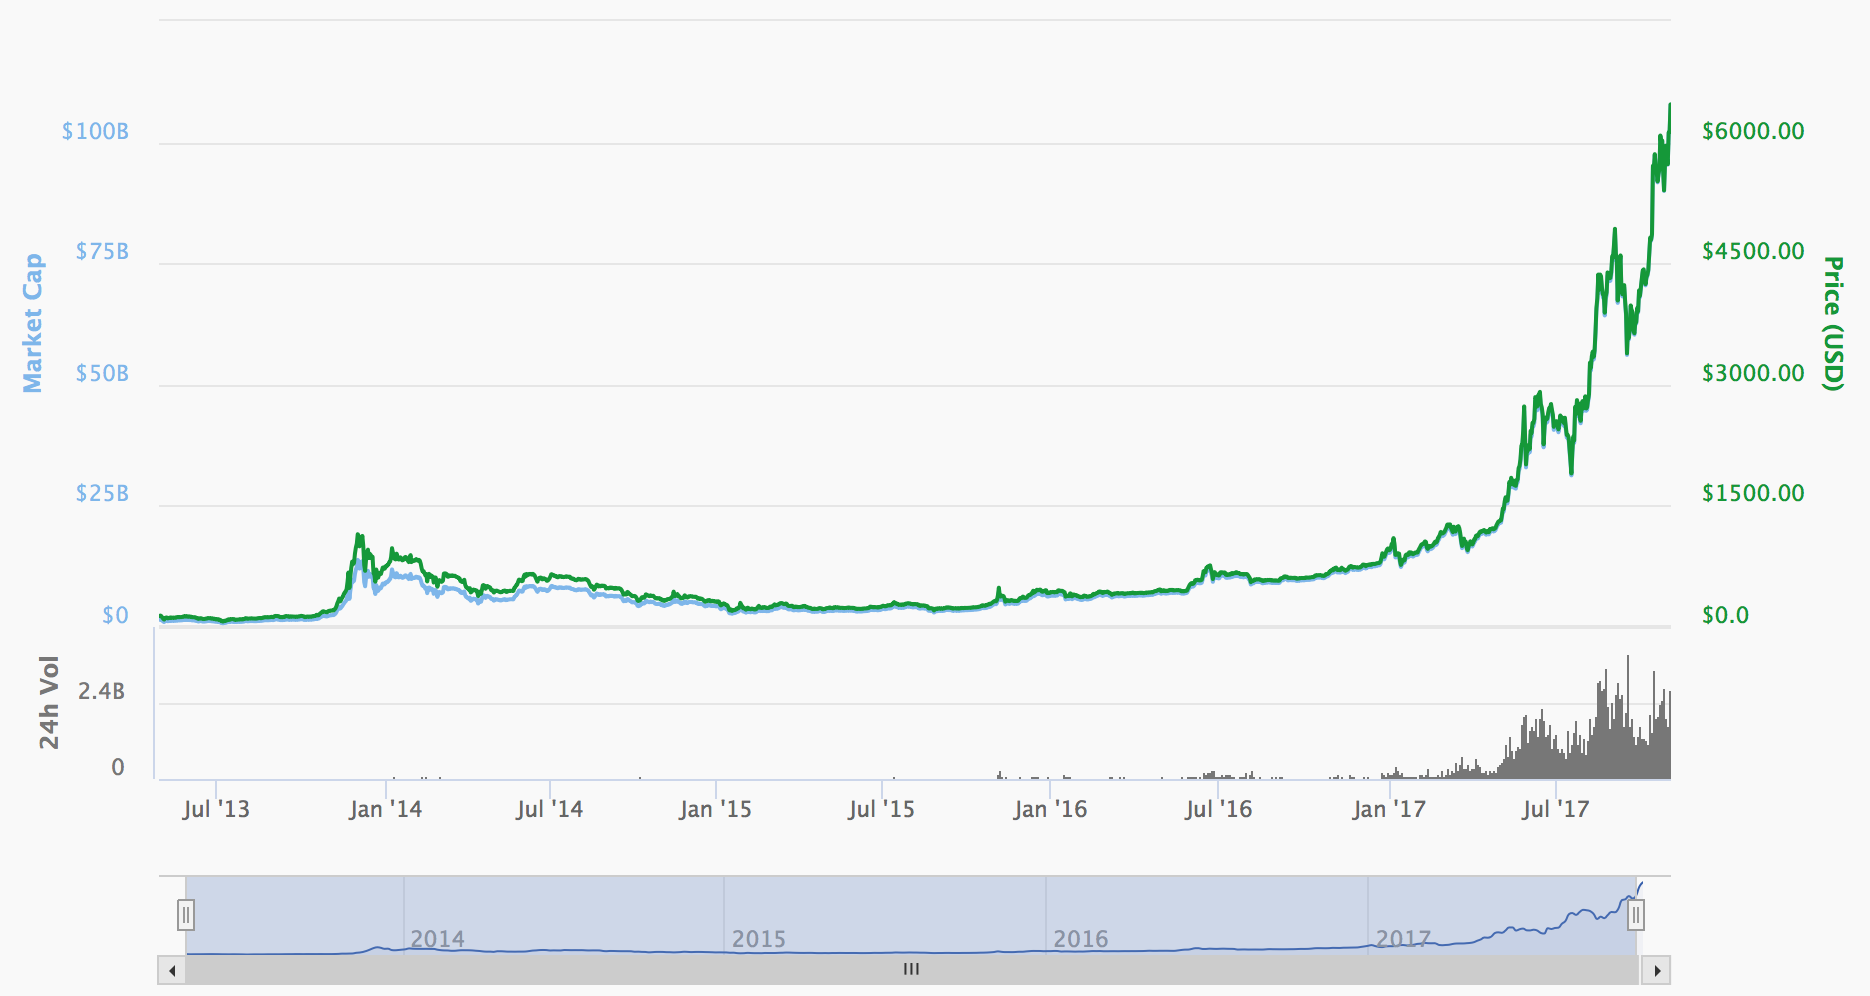 $100B
$6000.00
$75B
$4500.00
Market Cap
Price (USD)
$50B
$3000.00
$25B
$1500.00
$0
$0.0
24h Vol
2.4B
0
Jul '13
Jan '14
Jul '14
Jan '15
Jul '15
Jan '16
Jul '16
Jan '17
Jul '17
2014
2015
2016
2017